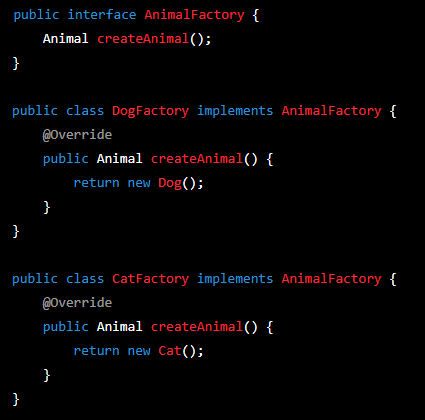 public interface AnimalFactory {
    Animal createAnimal();
}

public class DogFactory implements AnimalFactory {
    @Override
    public Animal createAnimal() {
        return new Dog();
    }
}

public class CatFactory implements AnimalFactory {
    @Override
    public Animal createAnimal() {
        return new Cat();
    }
}